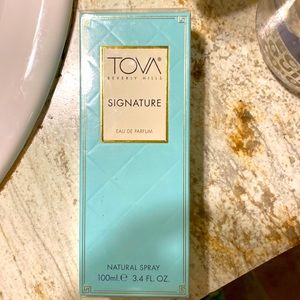 TOVA®
BEVERLY HILLS
SIGNATURE
EAU DE PARFUM
NATURAL SPRAY
100ml ℮ 3.4 FL. OZ.